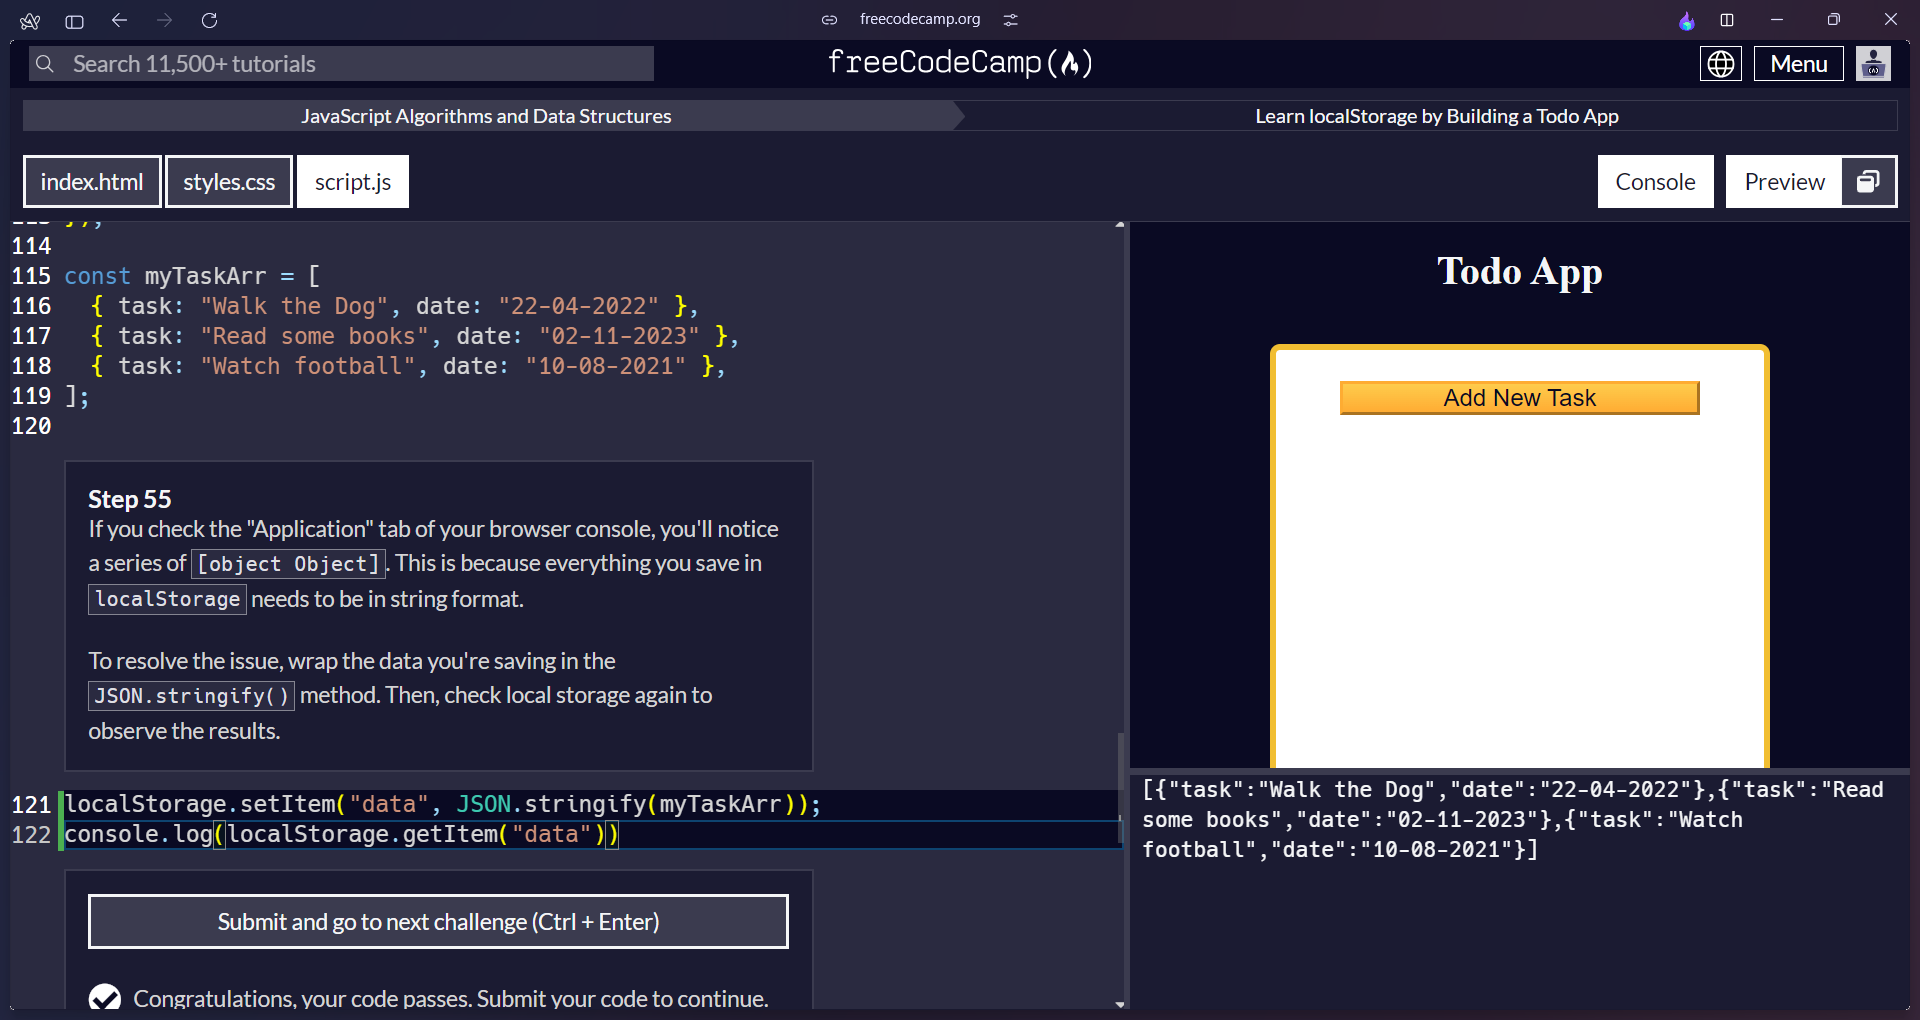 freecodecamp.org
Search 11,500+ tutorials
freeCodeCamp
Menu
JavaScript Algorithms and Data Structures
Learn localStorage by Building a Todo App
index.html
styles.css
script.js
Console
Preview
113 });
114
115 const myTaskArr = [
116   { task: "Walk the Dog", date: "22-04-2022" },
117   { task: "Read some books", date: "02-11-2023" },
118   { task: "Watch football", date: "10-08-2021" },
119 ];
120
Step 55
If you check the "Application" tab of your browser console, you'll notice
a series of [object Object]. This is because everything you save in
localStorage needs to be in string format.
To resolve the issue, wrap the data you're saving in the
JSON.stringify() method. Then, check local storage again to
observe the results.
121 localStorage.setItem("data", JSON.stringify(myTaskArr));
122 console.log(localStorage.getItem("data"))
Submit and go to next challenge (Ctrl + Enter)
Congratulations, your code passes. Submit your code to continue.
Todo App
Add New Task
[{"task":"Walk the Dog","date":"22-04-2022"},{"task":"Read
some books","date":"02-11-2023"},{"task":"Watch
football","date":"10-08-2021"}]